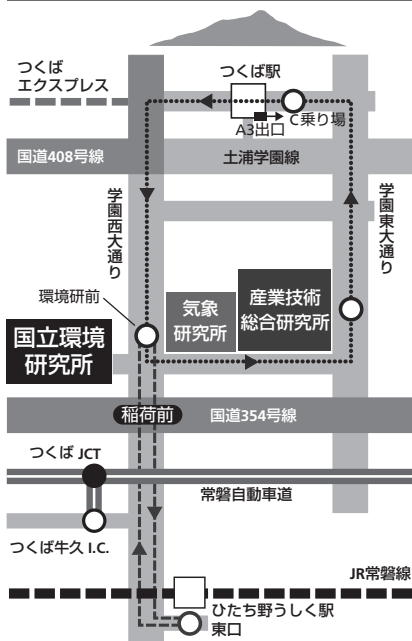 つくば
エクスプレス
つくば駅
C乗り場
A3出口
国道408号線
土浦学園線
学園西大通り
学園東大通り
環境研前
気象
研究所
産業技術
総合研究所
国立環境
研究所
稲荷前
国道354号線
つくば JCT
常磐自動車道
つくば牛久 I.C.
JR常磐線
ひたち野うしく駅
東口